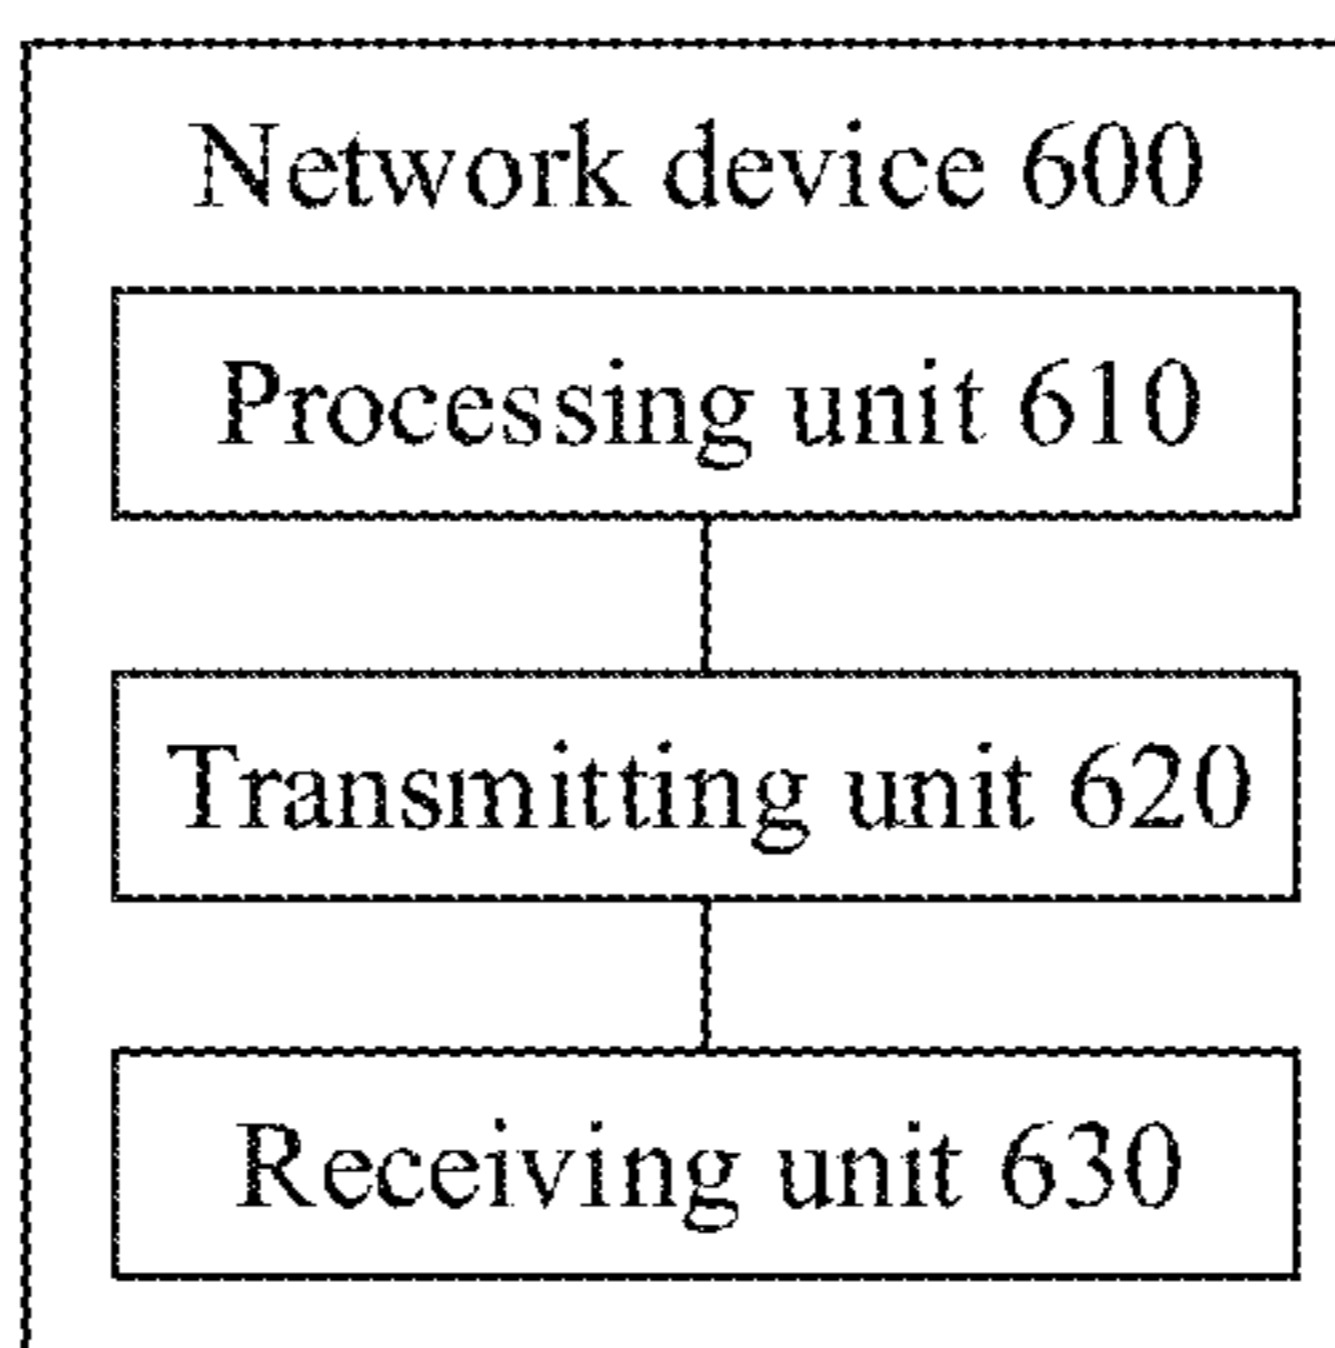 Network device 600
Processing unit 610
Transmitting unit 620
Receiving unit 630